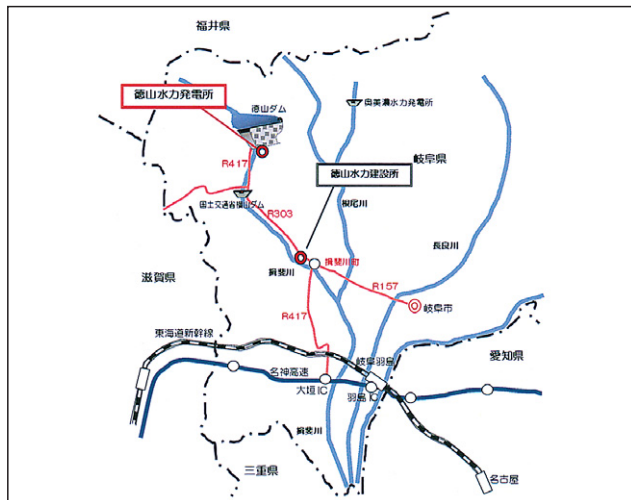 福井県
徳山水力発電所
徳山ダム
奥美濃水力発電所
岐阜県
R417
徳山水力建設所
国土交通省横山ダム
R303
根尾川
長良川
揖斐川
揖斐川町
滋賀県
R157
岐阜市
R417
東海道新幹線
岐阜羽島
愛知県
名神高速
大垣IC
羽島IC
揖斐川
三重県
名古屋